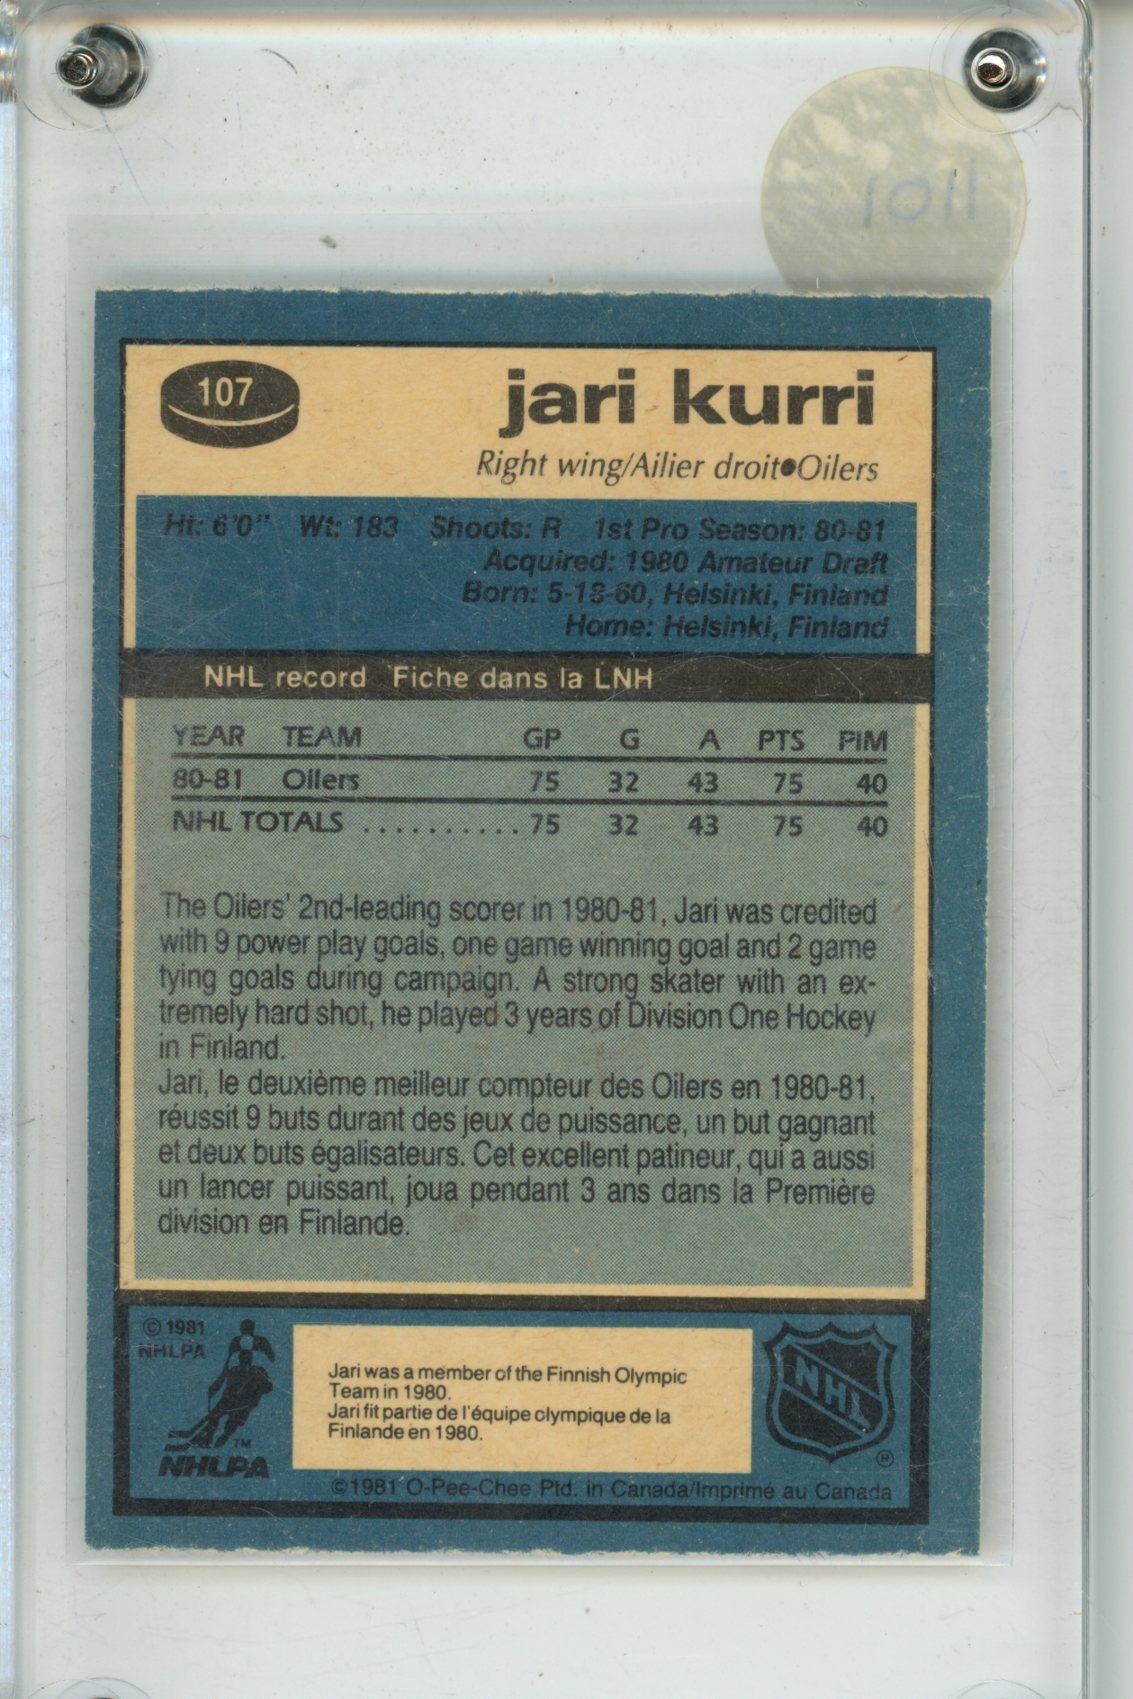 1101
107
jari kurri
Right wing/Ailier droit•Oilers
Ht: 6'0" Wt: 183 Shoots: R 1st Pro Season: 80-81
Acquired: 1980 Amateur Draft
Born: 5-18-60, Helsinki, Finland
Home: Helsinki, Finland
NHL record Fiche dans la LNH
YEAR TEAM GP G A PTS PIM
80-81 Oilers 75 32 43 75 40
NHL TOTALS .......... 75 32 43 75 40
The Oilers' 2nd-leading scorer in 1980-81, Jari was credited
with 9 power play goals, one game winning goal and 2 game
tying goals during campaign. A strong skater with an ex-
tremely hard shot, he played 3 years of Division One Hockey
in Finland.
Jari, le deuxième meilleur compteur des Oilers en 1980-81,
réussit 9 buts durant des jeux de puissance, un but gagnant
et deux buts égalisateurs. Cet excellent patineur, qui a aussi
un lancer puissant, joua pendant 3 ans dans la Première
division en Finlande.
© 1981
NHLPA
Jari was a member of the Finnish Olympic
Team in 1980.
Jari fit partie de l'équipe olympique de la
Finlande en 1980.
NHL
®
TM
NHLPA
©1981 O-Pee-Chee Ptd. in Canada/Imprimé au Canada